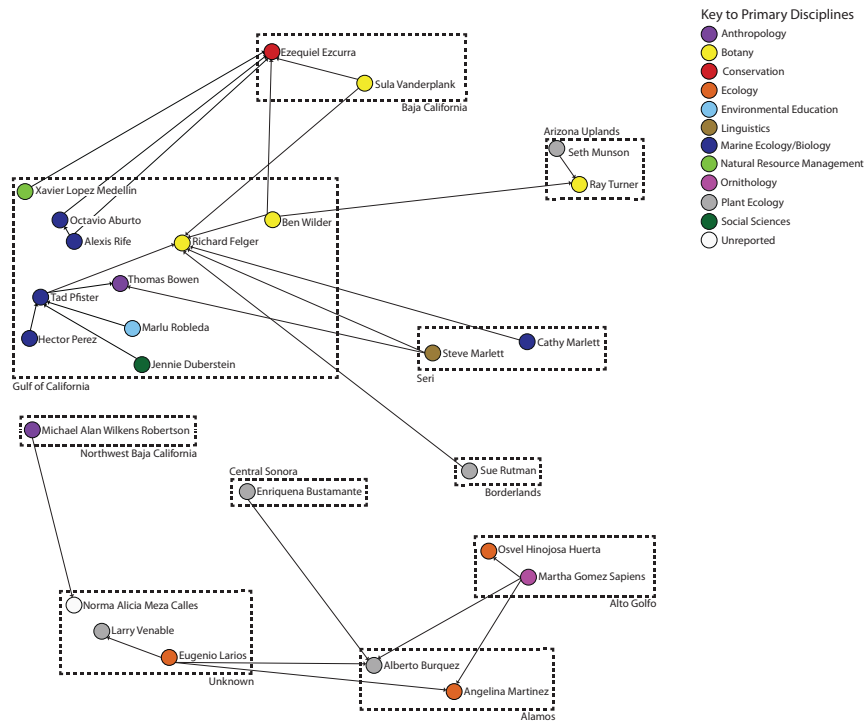 Key to Primary Disciplines
Anthropology
Botany
Conservation
Ecology
Environmental Education
Linguistics
Marine Ecology/Biology
Natural Resource Management
Ornithology
Plant Ecology
Social Sciences
Unreported
Ezequiel Ezcurra
Sula Vanderplank
Baja California
Arizona Uplands
Seth Munson
Ray Turner
Xavier Lopez Medellin
Octavio Aburto
Ben Wilder
Alexis Rife
Richard Felger
Thomas Bowen
Tad Pfister
Marlu Robleda
Hector Perez
Jennie Duberstein
Gulf of California
Cathy Marlett
Steve Marlett
Seri
Michael Alan Wilkens Robertson
Northwest Baja California
Central Sonora
Enriquena Bustamante
Sue Rutman
Borderlands
Osvel Hinojosa Huerta
Martha Gomez Sapiens
Alto Golfo
Norma Alicia Meza Calles
Larry Venable
Eugenio Larios
Unknown
Alberto Burquez
Angelina Martinez
Alamos